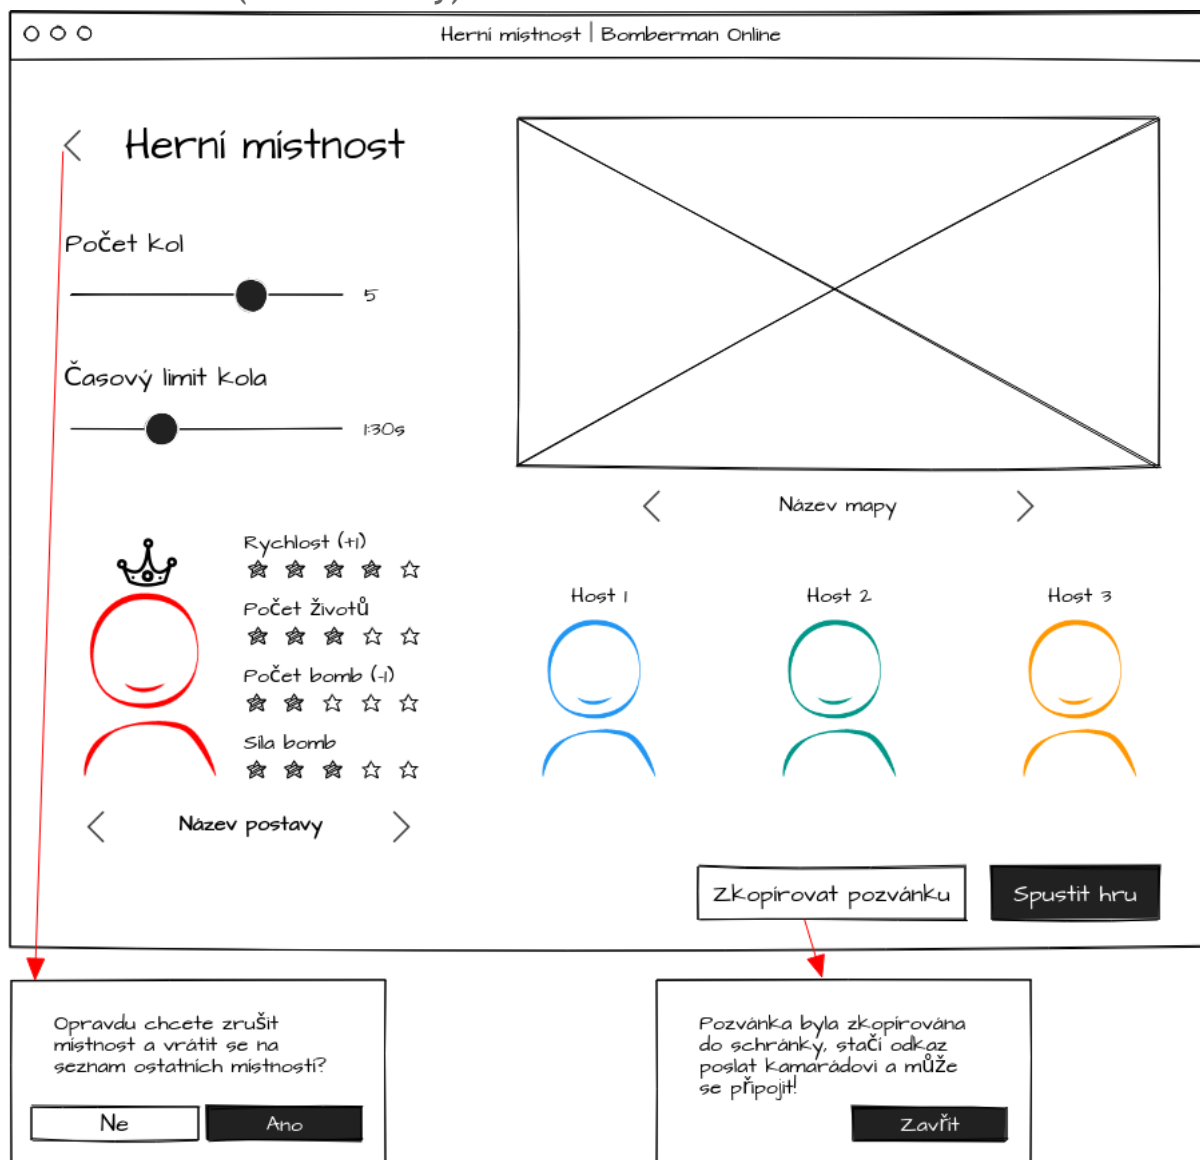 Herní místnost | Bomberman Online
Herní místnost
Počet kol
5
Časový limit kola
1:30s
Název mapy
Rychlost (+1)
Počet životů
Počet bomb (-1)
Síla bomb
Název postavy
Host 1
Host 2
Host 3
Zkopírovat pozvánku
Spustit hru
Opravdu chcete zrušit
místnost a vrátit se na
seznam ostatních místností?
Ne
Ano
Pozvánka byla zkopírována
do schránky, stačí odkaz
poslat kamarádovi a může
se připojit!
Zavřít